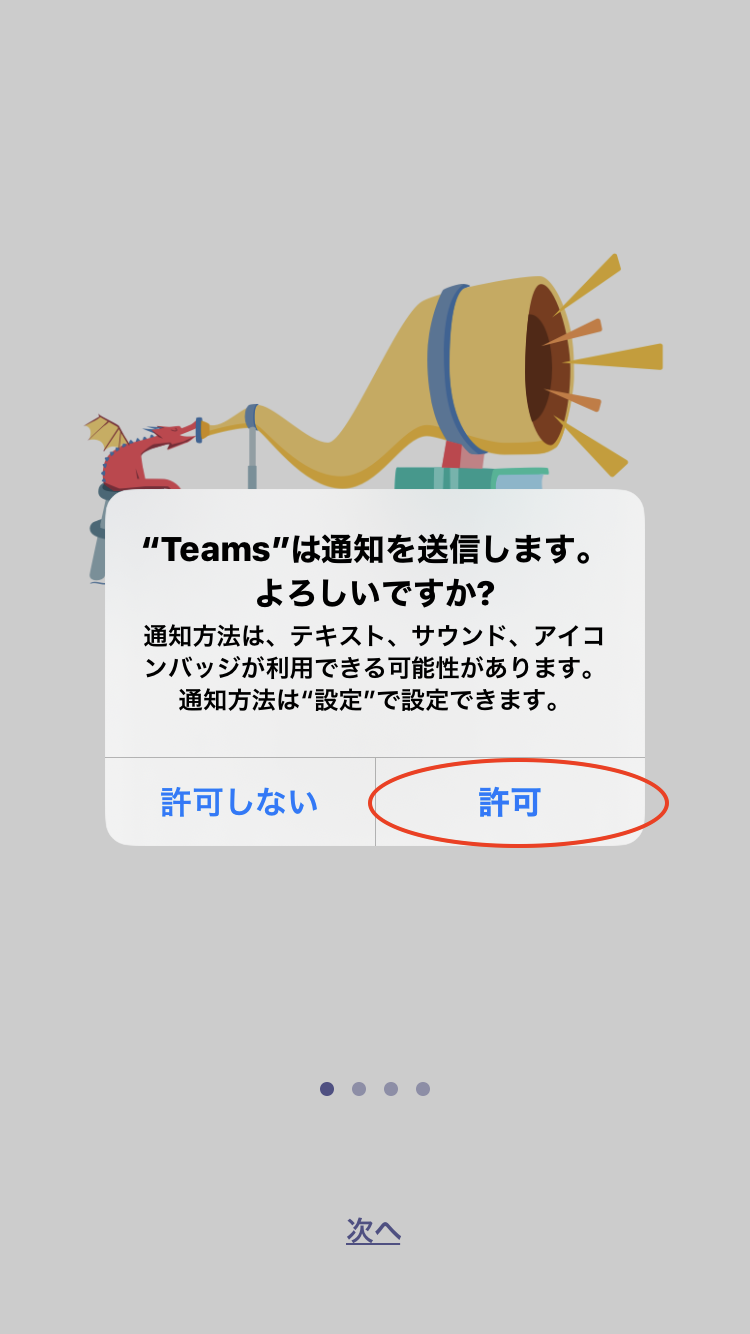 “Teams”は通知を送信します。
よろしいですか?
通知方法は、テキスト、サウンド、アイコ
ンバッジが利用できる可能性があります。
通知方法は“設定”で設定できます。
許可しない
許可
次へ